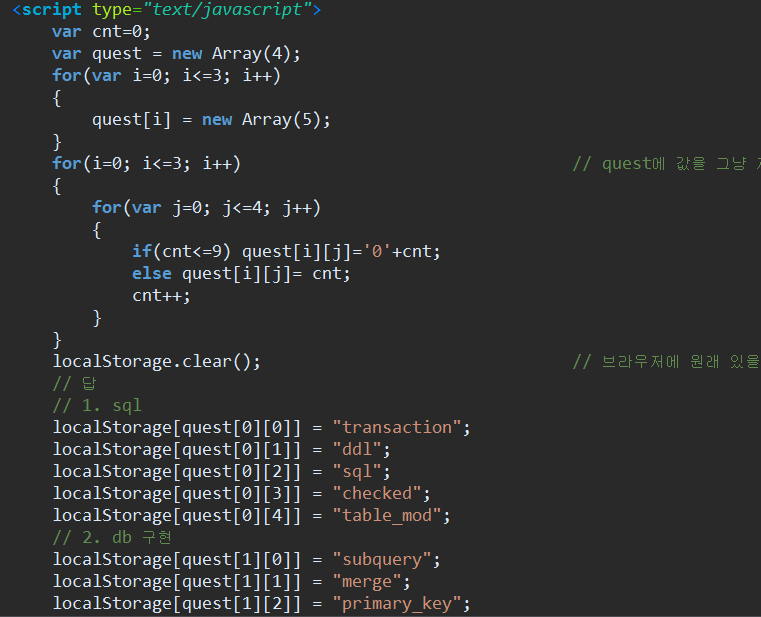 <script type="text/javascript">
var cnt=0;
var quest = new Array(4);
for(var i=0; i<=3; i++)
{
quest[i] = new Array(5);
}
for(i=0; i<=3; i++) // quest에 값을 그냥
{
for(var j=0; j<=4; j++)
{
if(cnt<=9) quest[i][j]='0'+cnt;
else quest[i][j]= cnt;
cnt++;
}
}
localStorage.clear(); // 브라우저에 원래 있을
// 답
// 1. sql
localStorage[quest[0][0]] = "transaction";
localStorage[quest[0][1]] = "ddl";
localStorage[quest[0][2]] = "sql";
localStorage[quest[0][3]] = "checked";
localStorage[quest[0][4]] = "table_mod";
// 2. db 구현
localStorage[quest[1][0]] = "subquery";
localStorage[quest[1][1]] = "merge";
localStorage[quest[1][2]] = "primary_key";